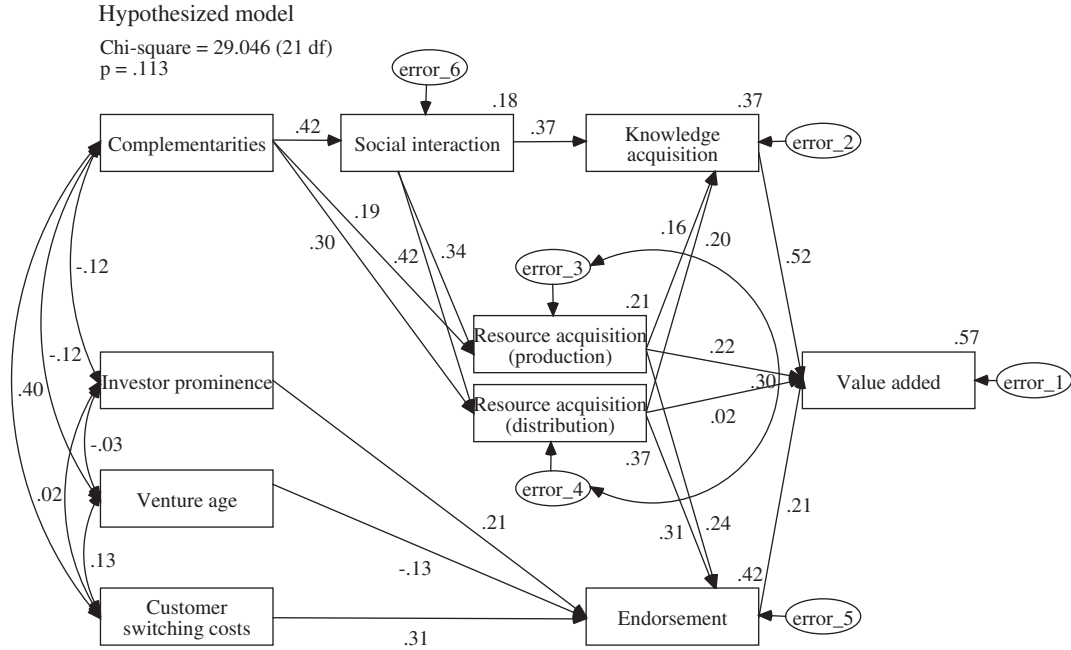 Hypothesized model
Chi-square = 29.046 (21 df)
p = .113
error_6
.18
.37
Complementarities
.42
Social interaction
.37
Knowledge
acquisition
error_2
.19
.30
.42
.34
.16
.20
-.12
error_3
.52
.21
Resource acquisition
(production)
.22
.57
-.12
Investor prominence
.30
Value added
error_1
.40
Resource acquisition
(distribution)
.02
-.03
.37
error_4
.02
Venture age
.21
.31
.24
.21
.13
-.13
.42
Customer
switching costs
.31
Endorsement
error_5